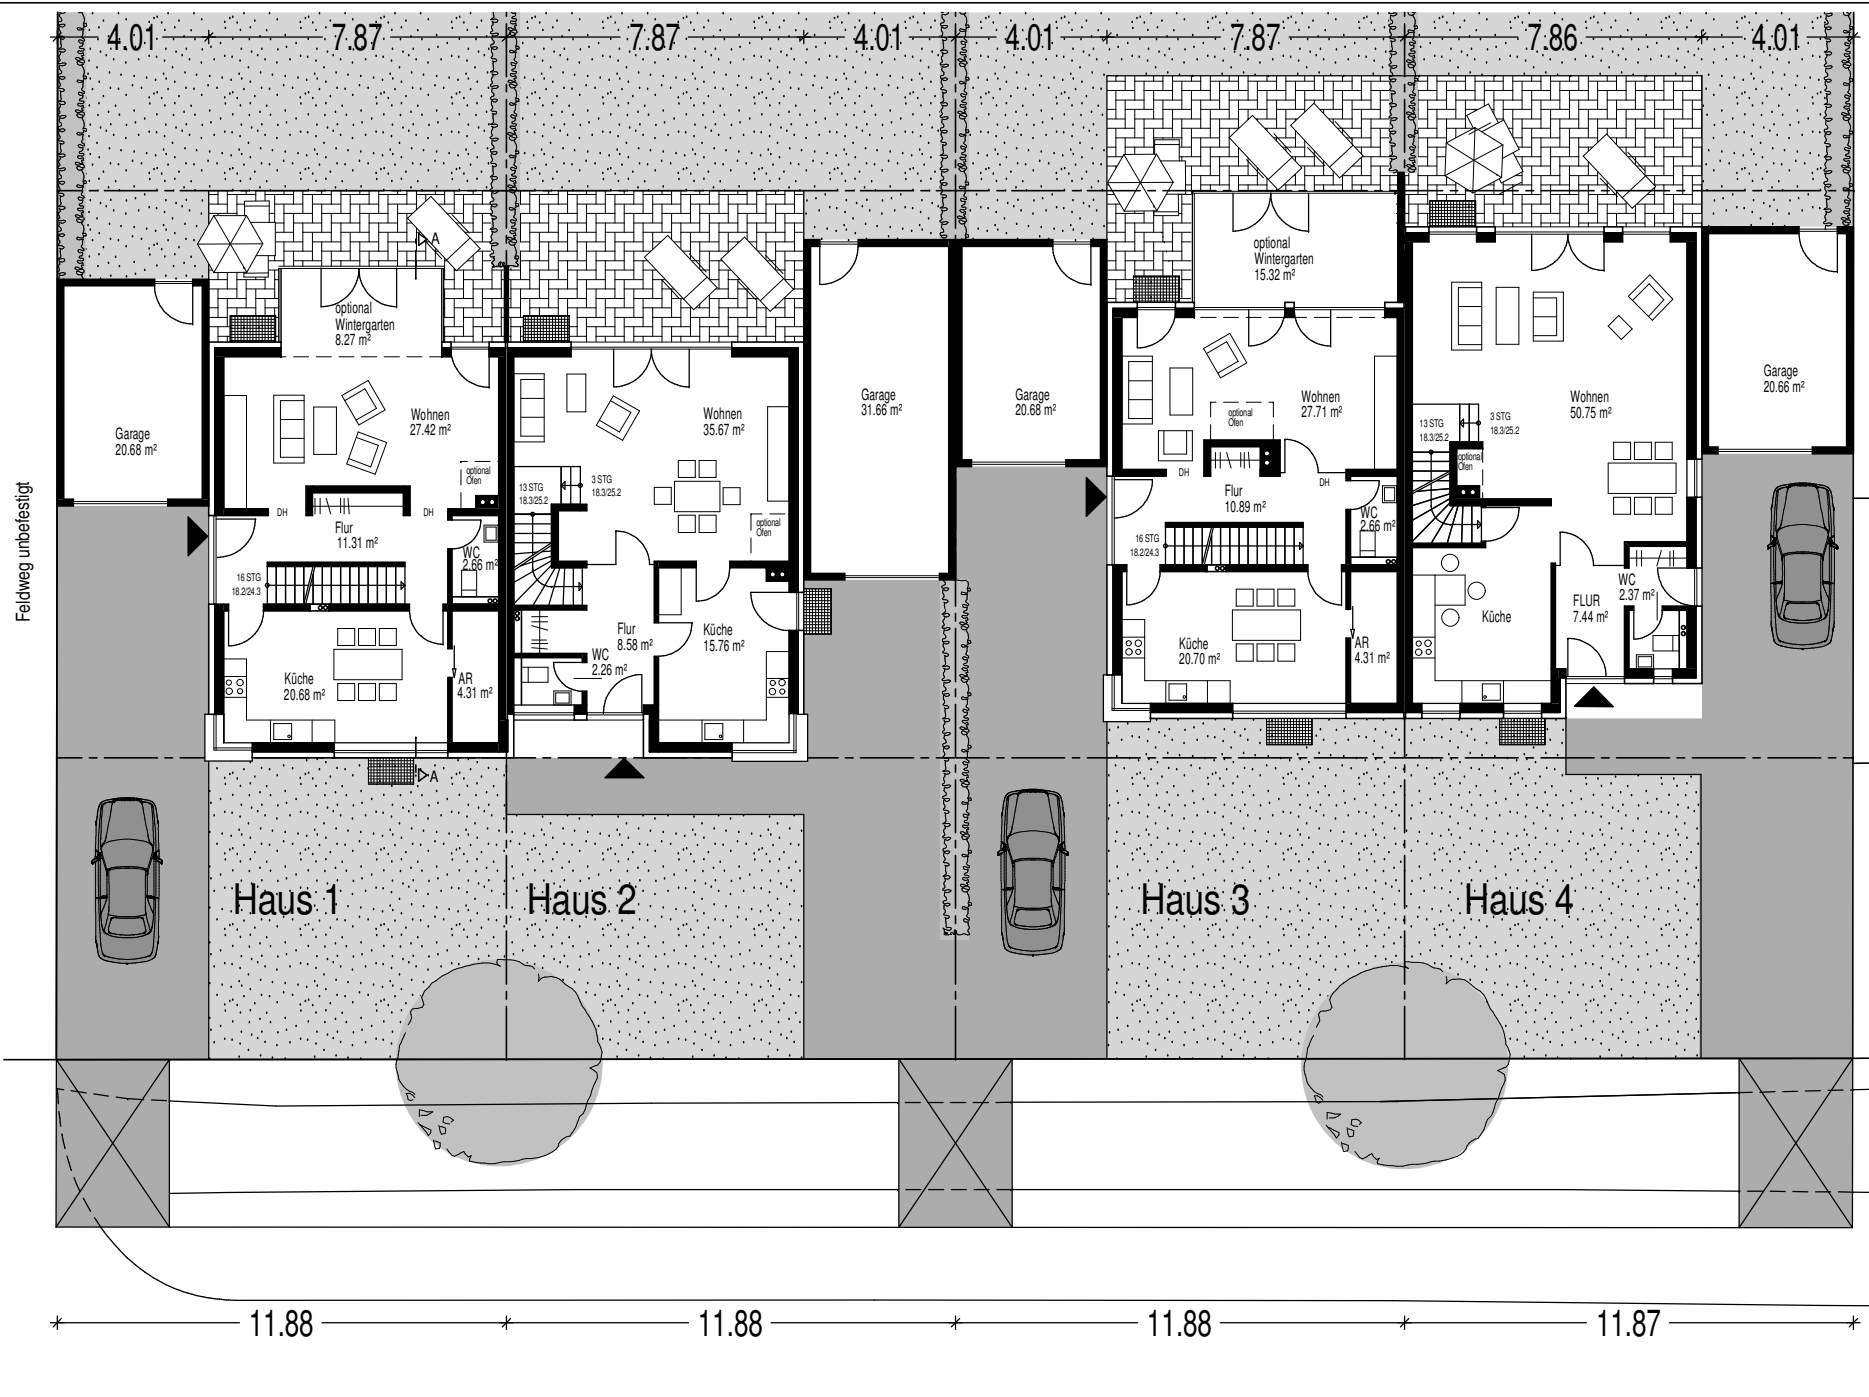 4.01 7.87 7.87 4.01 4.01 7.87 7.86 4.01
Feldweg unbefestigt
Garage
20.68 m²
A
optional
Wintergarten
8.27 m²
Wohnen
27.42 m²
optional
Ofen
DH
DH
Flur
11.31 m²
WC
2.66 m²
16 STG
18.2/24.3
Küche
20.68 m²
AR
4.31 m²
A
Haus 1
Wohnen
35.67 m²
13 STG
18.3/25.2
3 STG
18.3/25.2
optional
Ofen
Flur
8.58 m²
WC
2.26 m²
Küche
15.76 m²
Haus 2
Garage
31.66 m²
Garage
20.68 m²
optional
Wintergarten
15.32 m²
Wohnen
27.71 m²
optional
Ofen
DH
DH
Flur
10.89 m²
WC
2.66 m²
16 STG
18.2/24.3
Küche
20.70 m²
AR
4.31 m²
Haus 3
Wohnen
50.75 m²
13 STG
18.3/25.2
3 STG
18.3/25.2
optional
Ofen
Küche
FLUR
7.44 m²
WC
2.37 m²
Haus 4
Garage
20.66 m²
11.88 11.88 11.88 11.87